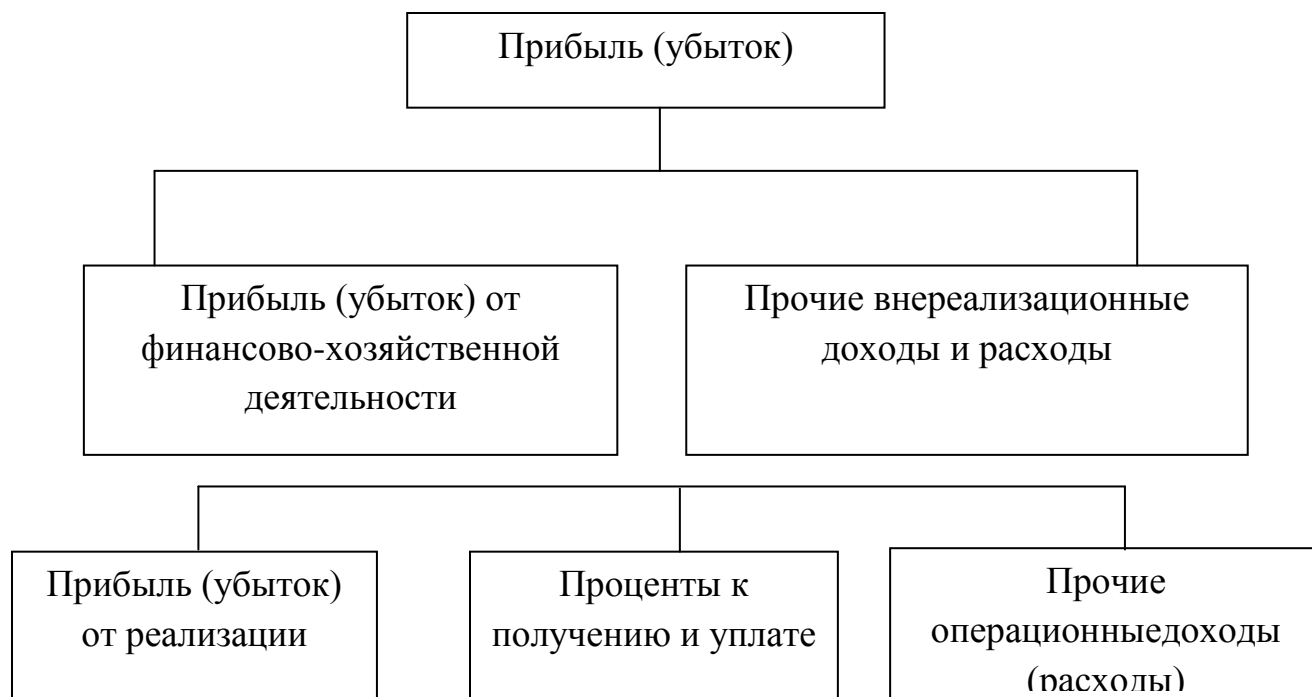 Прибыль (убыток)
Прибыль (убыток) от
финансово-хозяйственной
деятельности
Прочие внереализационные
доходы и расходы
Прибыль (убыток)
от реализации
Проценты к
получению и уплате
Прочие
операционныедоходы
(расходы)